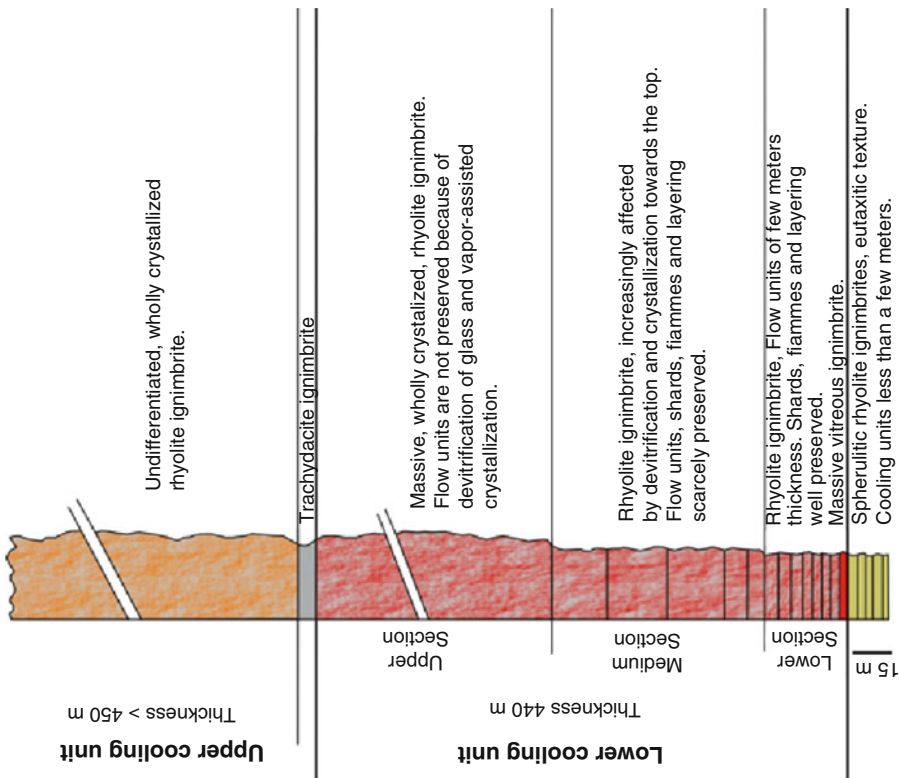 Upper cooling unit
Thickness > 450 m
Undifferentiated, wholly crystallized
rhyolite ignimbrite.
Trachydacite ignimbrite
Lower cooling unit
Thickness 440 m
Upper
Section
Massive, wholly crystalized, rhyolite ignimbrite.
Flow units are not preserved because of
devitrification of glass and vapor-assisted
crystallization.
Medium
Section
Rhyolite ignimbrite, increasingly affected
by devitrification and crystallization towards the top.
Flow units, shards, fiammes and layering
scarcely preserved.
Lower
Section
Rhyolite ignimbrite, Flow units of few meters
thickness. Shards, fiammes and layering
well preserved.
Massive vitreous ignimbrite.
Spherulitic rhyolite ignimbrites, eutaxitic texture.
Cooling units less than a few meters.
15 m